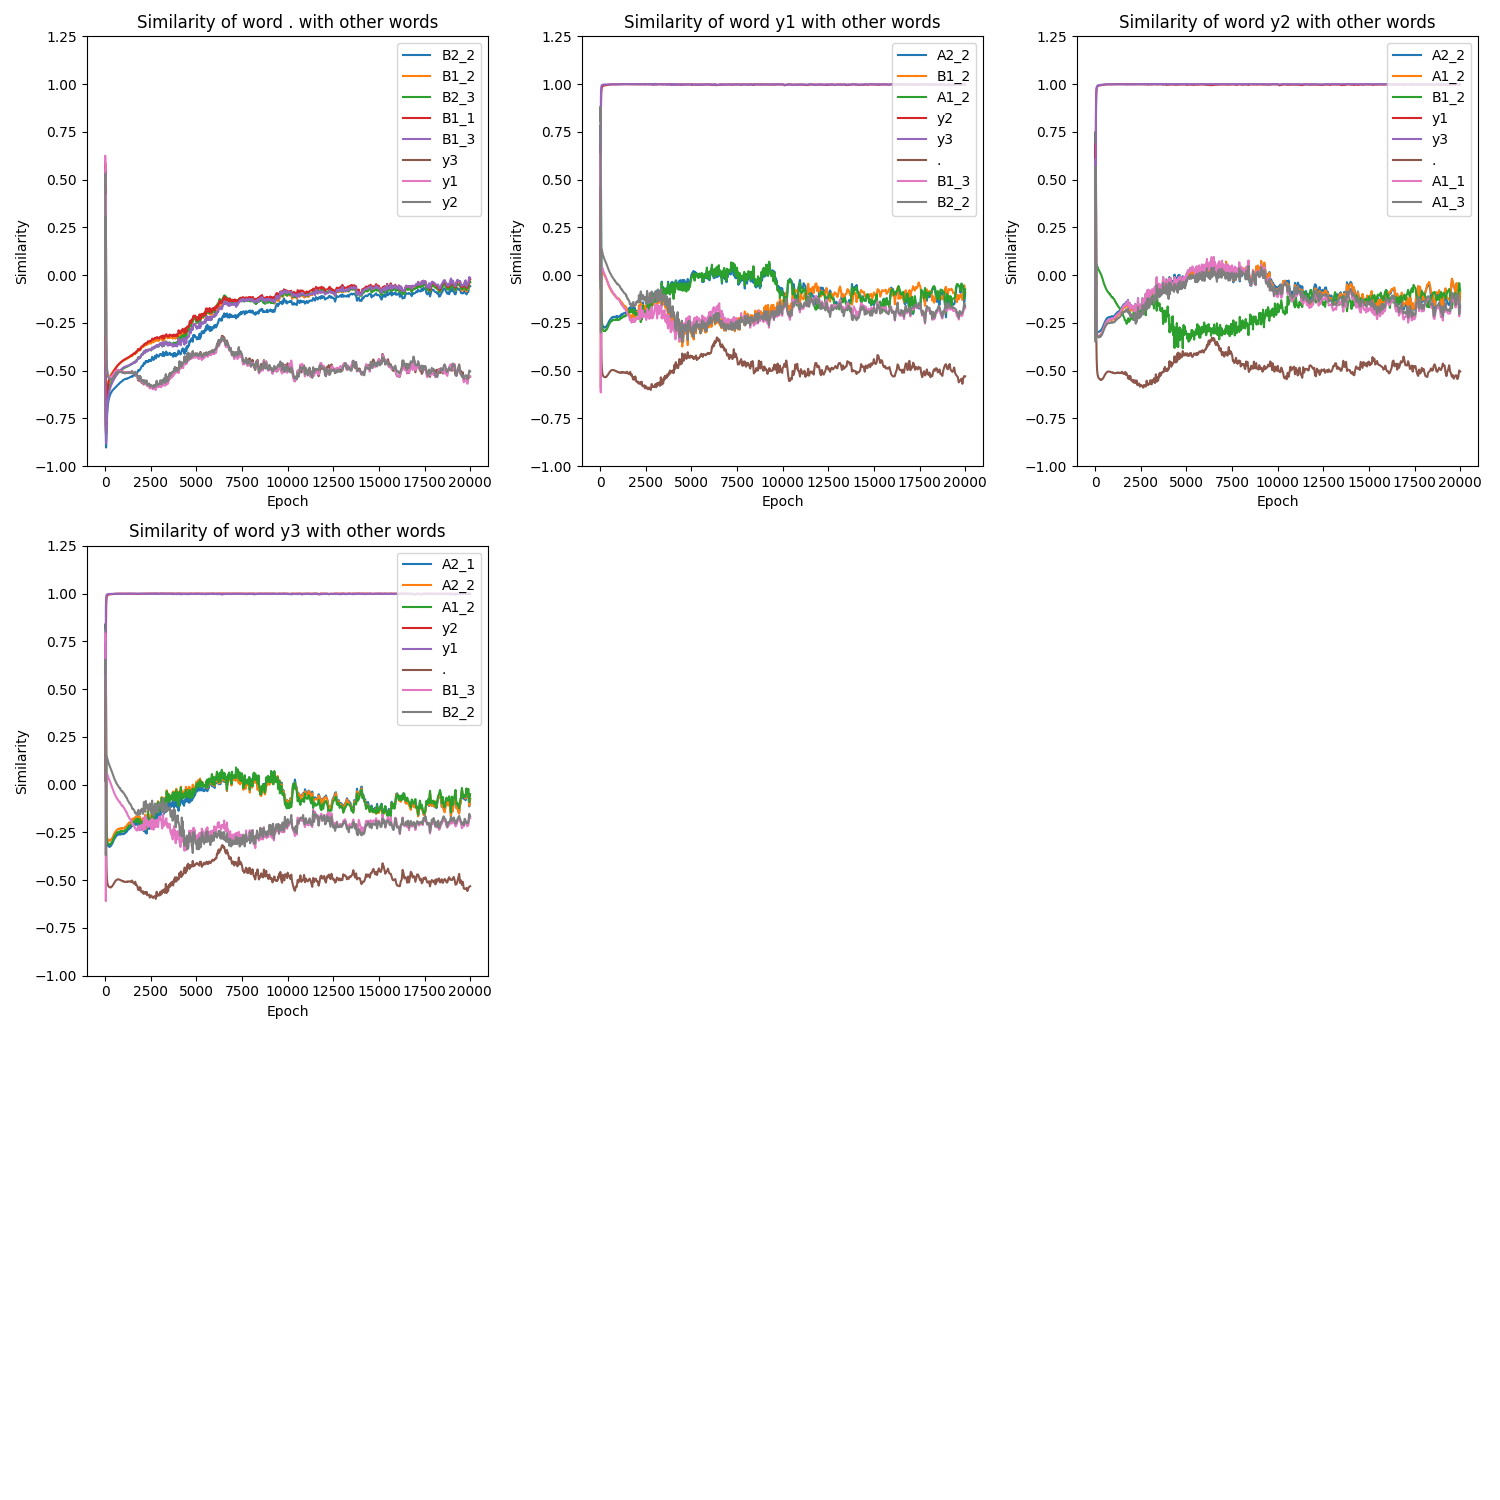 Similarity of word . with other words
Similarity
1.25
1.00
0.75
0.50
0.25
0.00
−0.25
−0.50
−0.75
−1.00
0 2500 5000 7500 10000 12500 15000 17500 20000
Epoch
B2_2
B1_2
B2_3
B1_1
B1_3
y3
y1
y2
Similarity of word y1 with other words
Similarity
1.25
1.00
0.75
0.50
0.25
0.00
−0.25
−0.50
−0.75
−1.00
0 2500 5000 7500 10000 12500 15000 17500 20000
Epoch
A2_2
B1_2
A1_2
y2
y3
.
B1_3
B2_2
Similarity of word y2 with other words
Similarity
1.25
1.00
0.75
0.50
0.25
0.00
−0.25
−0.50
−0.75
−1.00
0 2500 5000 7500 10000 12500 15000 17500 20000
Epoch
A2_2
A1_2
B1_2
y1
y3
.
A1_1
A1_3
Similarity of word y3 with other words
Similarity
1.25
1.00
0.75
0.50
0.25
0.00
−0.25
−0.50
−0.75
−1.00
0 2500 5000 7500 10000 12500 15000 17500 20000
Epoch
A2_1
A2_2
A1_2
y2
y1
.
B1_3
B2_2